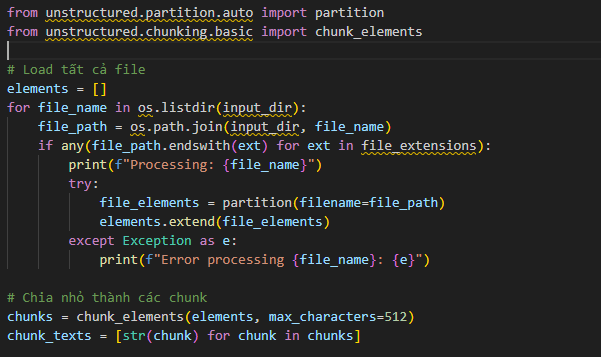 from unstructured.partition.auto import partition
from unstructured.chunking.basic import chunk_elements

# Load tất cả file
elements = []
for file_name in os.listdir(input_dir):
    file_path = os.path.join(input_dir, file_name)
    if any(file_path.endswith(ext) for ext in file_extensions):
        print(f"Processing: {file_name}")
        try:
            file_elements = partition(filename=file_path)
            elements.extend(file_elements)
        except Exception as e:
            print(f"Error processing {file_name}: {e}")

# Chia nhỏ thành các chunk
chunks = chunk_elements(elements, max_characters=512)
chunk_texts = [str(chunk) for chunk in chunks]